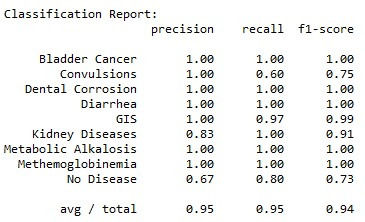 Classification Report:
precision recall f1-score
Bladder Cancer 1.00 1.00 1.00
Convulsions 1.00 0.60 0.75
Dental Corrosion 1.00 1.00 1.00
Diarrhea 1.00 1.00 1.00
GIS 1.00 0.97 0.99
Kidney Diseases 0.83 1.00 0.91
Metabolic Alkalosis 1.00 1.00 1.00
Methemoglobinemia 1.00 1.00 1.00
No Disease 0.67 0.80 0.73
avg / total 0.95 0.95 0.94